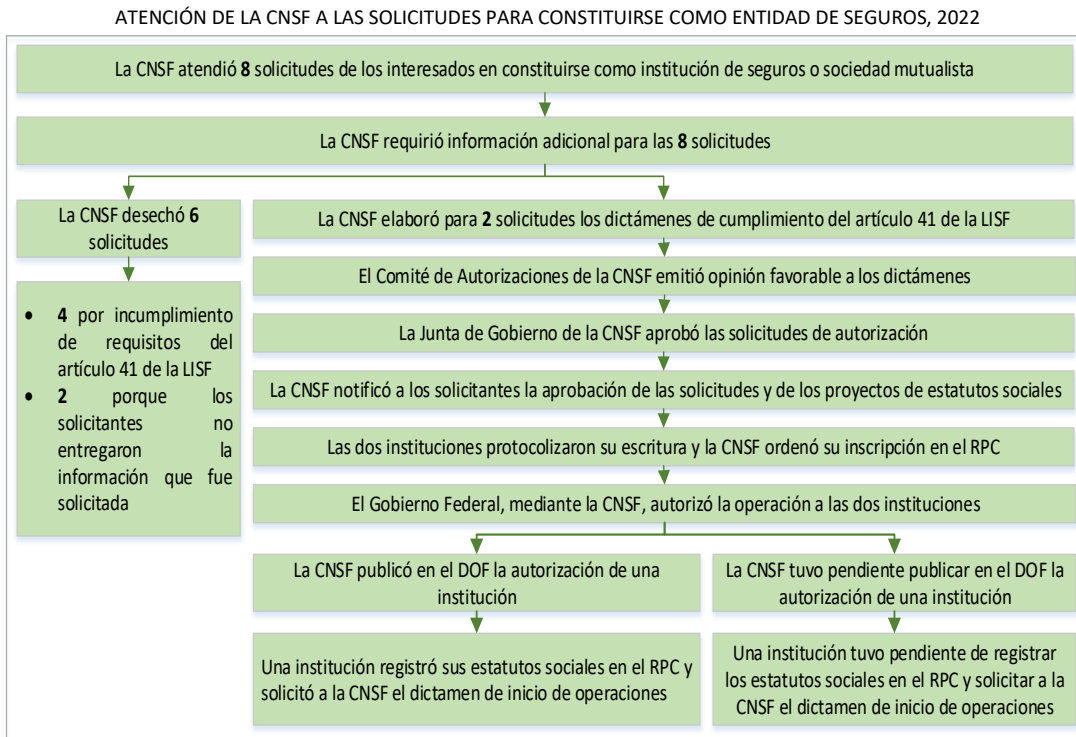 ATENCIÓN DE LA CNSF A LAS SOLICITUDES PARA CONSTITUIRSE COMO ENTIDAD DE SEGUROS, 2022
La CNSF atendió 8 solicitudes de los interesados en constituirse como institución de seguros o sociedad mutualista
La CNSF requirió información adicional para las 8 solicitudes
La CNSF desechó 6
solicitudes
• 4 por incumplimiento
de requisitos del
artículo 41 de la LISF
• 2 porque los
solicitantes no
entregaron la
información que fue
solicitada
La CNSF elaboró para 2 solicitudes los dictámenes de cumplimiento del artículo 41 de la LISF
El Comité de Autorizaciones de la CNSF emitió opinión favorable a los dictámenes
La Junta de Gobierno de la CNSF aprobó las solicitudes de autorización
La CNSF notificó a los solicitantes la aprobación de las solicitudes y de los proyectos de estatutos sociales
Las dos instituciones protocolizaron su escritura y la CNSF ordenó su inscripción en el RPC
El Gobierno Federal, mediante la CNSF, autorizó la operación a las dos instituciones
La CNSF publicó en el DOF la autorización de una
institución
Una institución registró sus estatutos sociales en el RPC y
solicitó a la CNSF el dictamen de inicio de operaciones
La CNSF tuvo pendiente publicar en el DOF la
autorización de una institución
Una institución tuvo pendiente de registrar
los estatutos sociales en el RPC y solicitar a la
CNSF el dictamen de inicio de operaciones